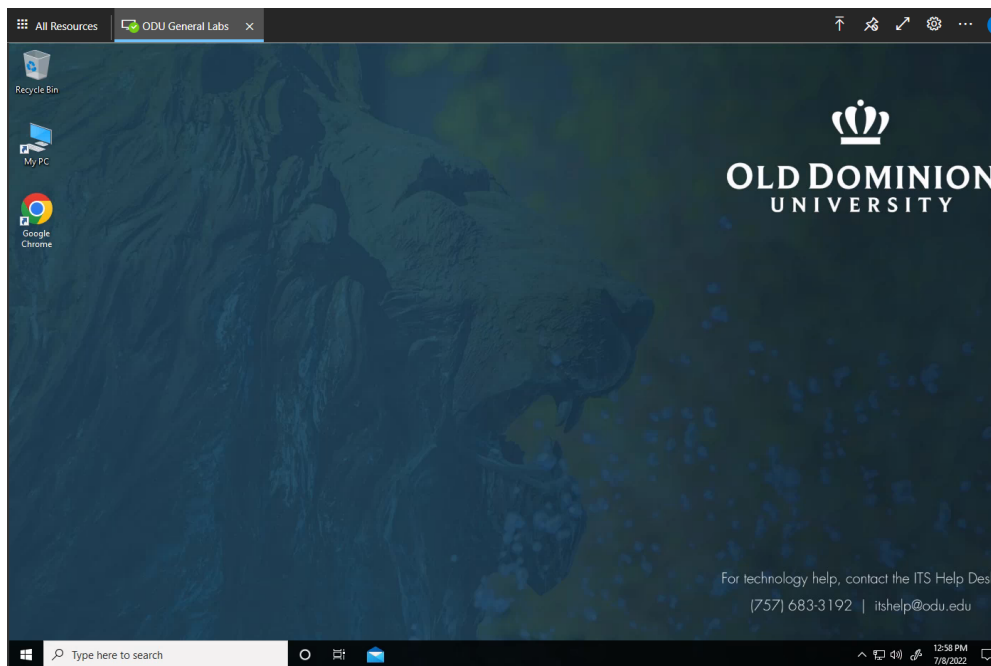 All Resources
ODU General Labs
Recycle Bin
My PC
Google
Chrome
OLD DOMINION
UNIVERSITY
For technology help, contact the ITS Help Des
(757) 683-3192 | itshelp@odu.edu
Type here to search
12:58 PM
7/8/2022